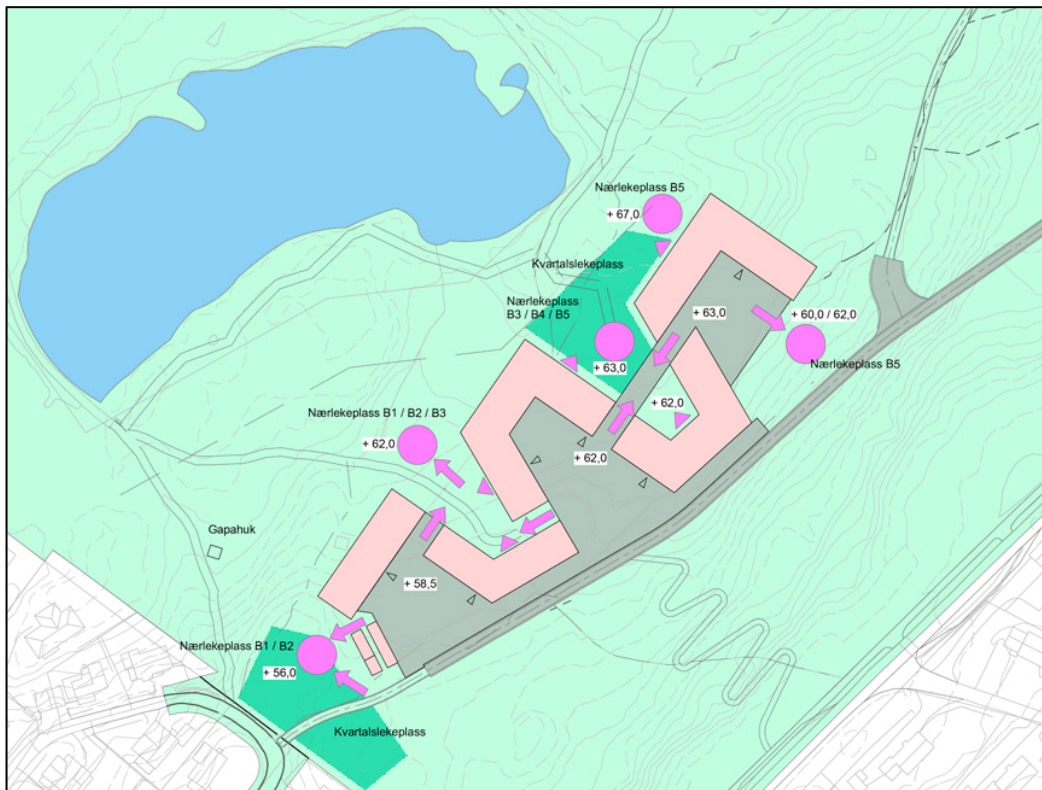 Nærlekeplass B5
+ 67,0
Kvartalslekeplass
Nærlekeplass
B3 / B4 / B5
+ 63,0
+ 60,0 / 62,0
Nærlekeplass B5
+ 63,0
+ 62,0
Nærlekeplass B1 / B2 / B3
+ 62,0
+ 62,0
Gapahuk
+ 58,5
Nærlekeplass B1 / B2
+ 56,0
Kvartalslekeplass